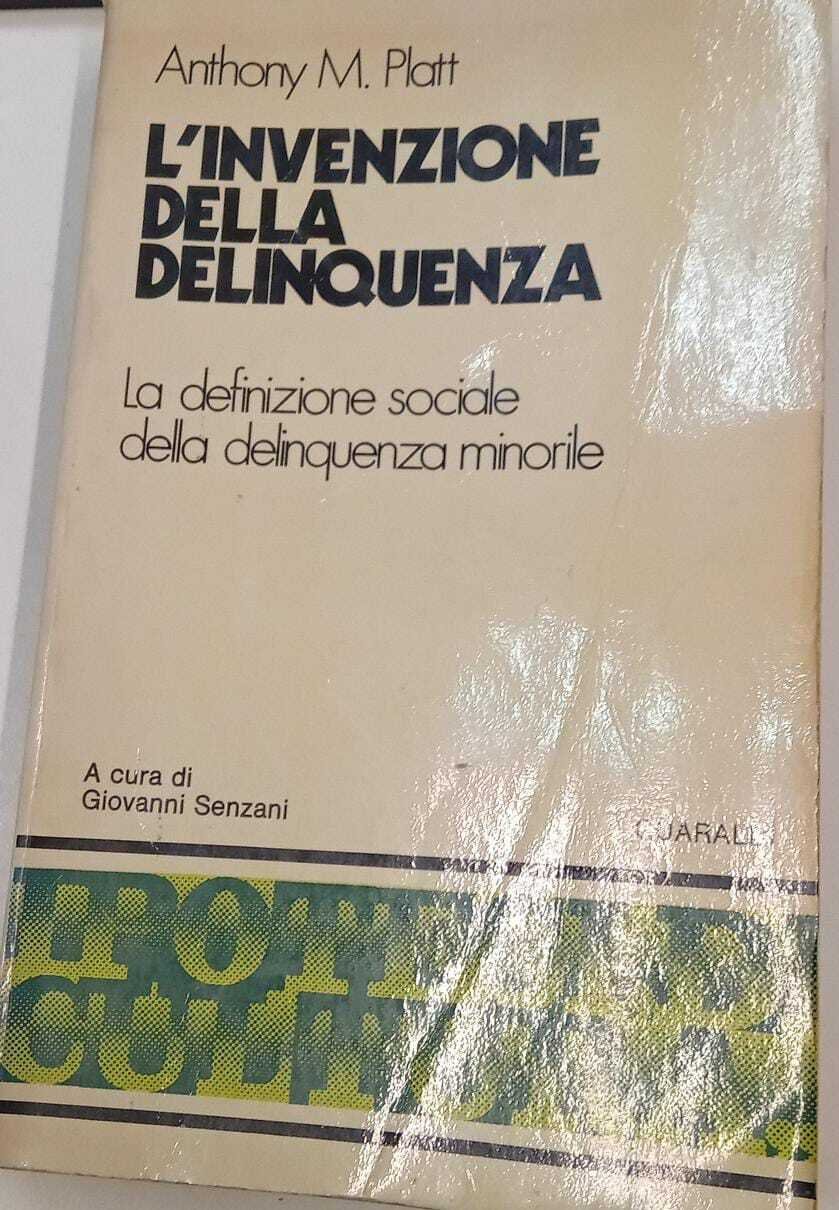 Anthony M. Platt
L'INVENZIONE
DELLA
DELINQUENZA
La definizione sociale
della delinquenza minorile
A cura di
Giovanni Senzani